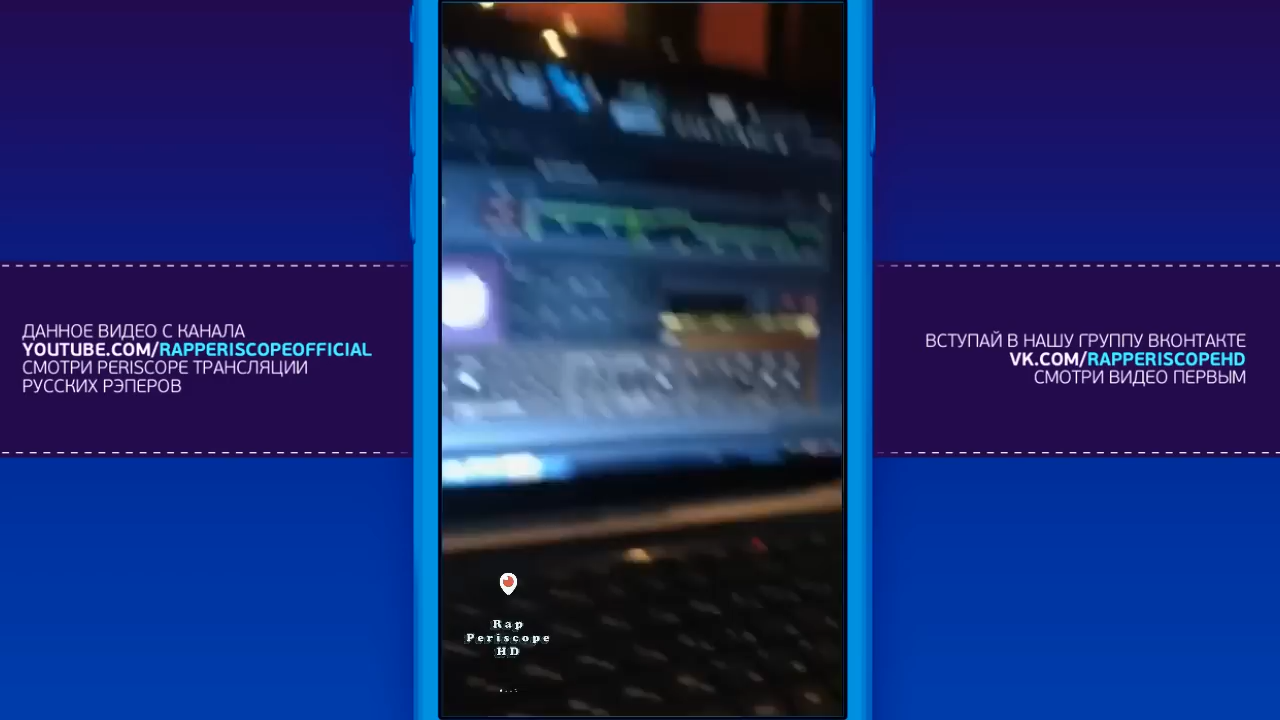 ДАННОЕ ВИДЕО С КАНАЛА
YOUTUBE.COM/RAPPERISCOPEOFFICIAL
СМОТРИ PERISCOPE ТРАНСЛЯЦИИ
РУССКИХ РЭПЕРОВ
ВСТУПАЙ В НАШУ ГРУППУ ВКОНТАКТЕ
VK.COM/RAPPERISCOPEHD
СМОТРИ ВИДЕО ПЕРВЫМ
Rap
Periscope
HD